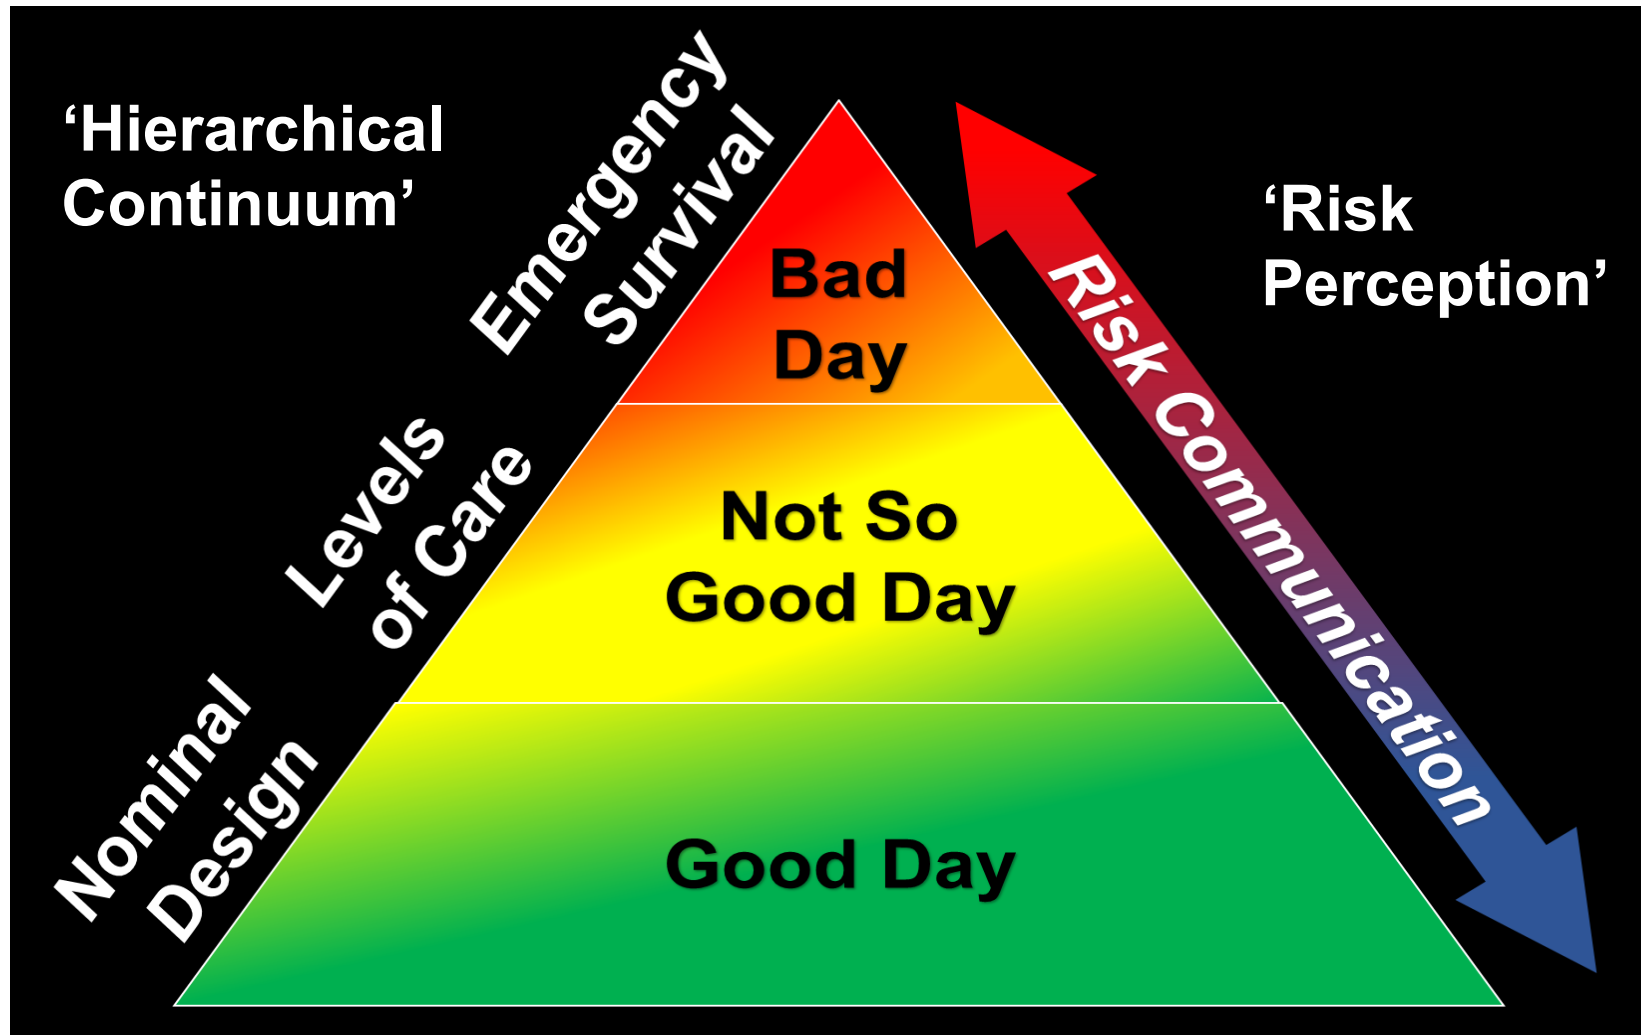 ‘Hierarchical
Continuum’
Emergency
Survival
Levels
of Care
Nominal
Design
Bad
Day
Not So
Good Day
Good Day
Risk Communication
‘Risk
Perception’